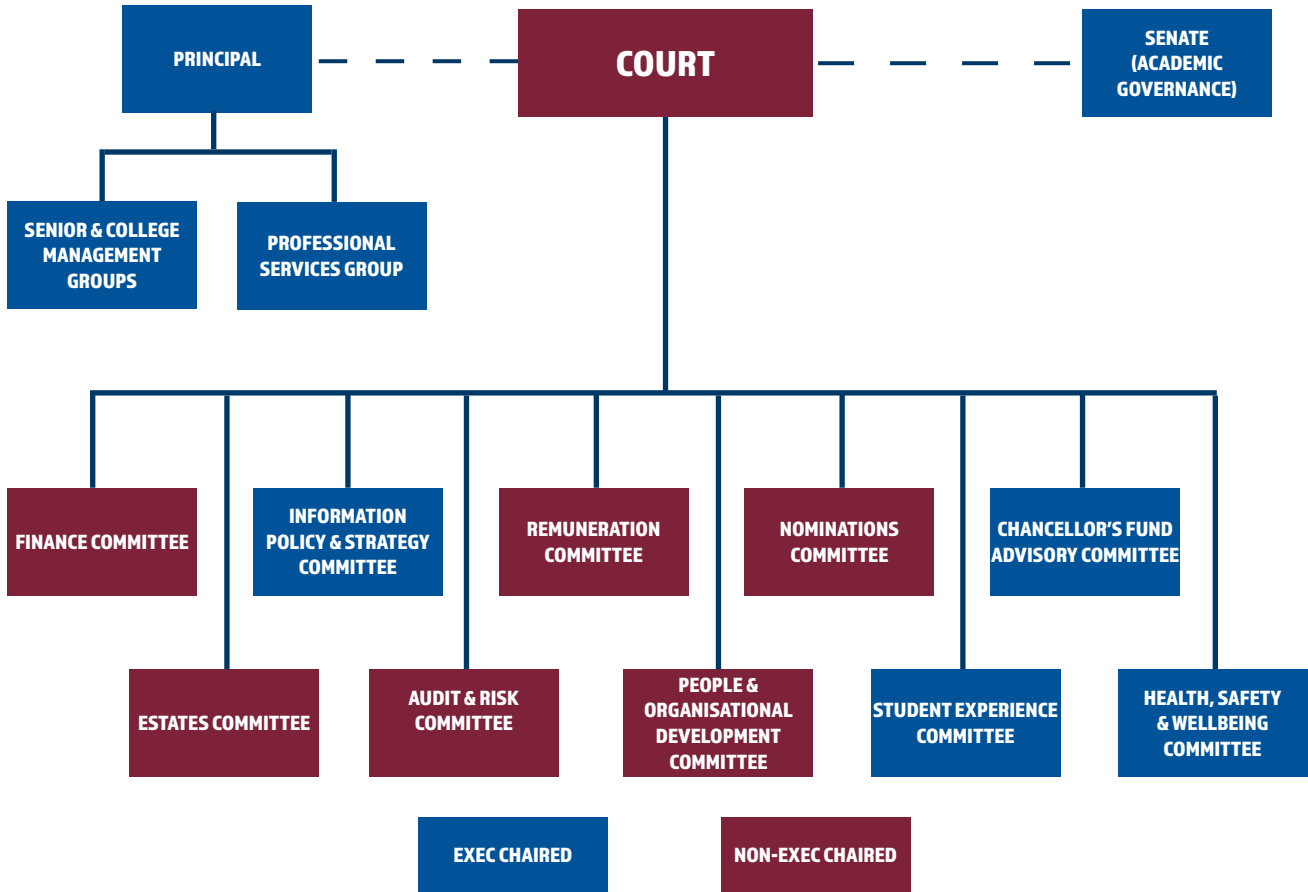 PRINCIPAL
COURT
SENATE
(ACADEMIC
GOVERNANCE)
SENIOR & COLLEGE
MANAGEMENT
GROUPS
PROFESSIONAL
SERVICES GROUP
FINANCE COMMITTEE
INFORMATION
POLICY & STRATEGY
COMMITTEE
REMUNERATION
COMMITTEE
NOMINATIONS
COMMITTEE
CHANCELLOR'S FUND
ADVISORY COMMITTEE
ESTATES COMMITTEE
AUDIT & RISK
COMMITTEE
PEOPLE &
ORGANISATIONAL
DEVELOPMENT
COMMITTEE
STUDENT EXPERIENCE
COMMITTEE
HEALTH, SAFETY
& WELLBEING
COMMITTEE
EXEC CHAIRED
NON-EXEC CHAIRED